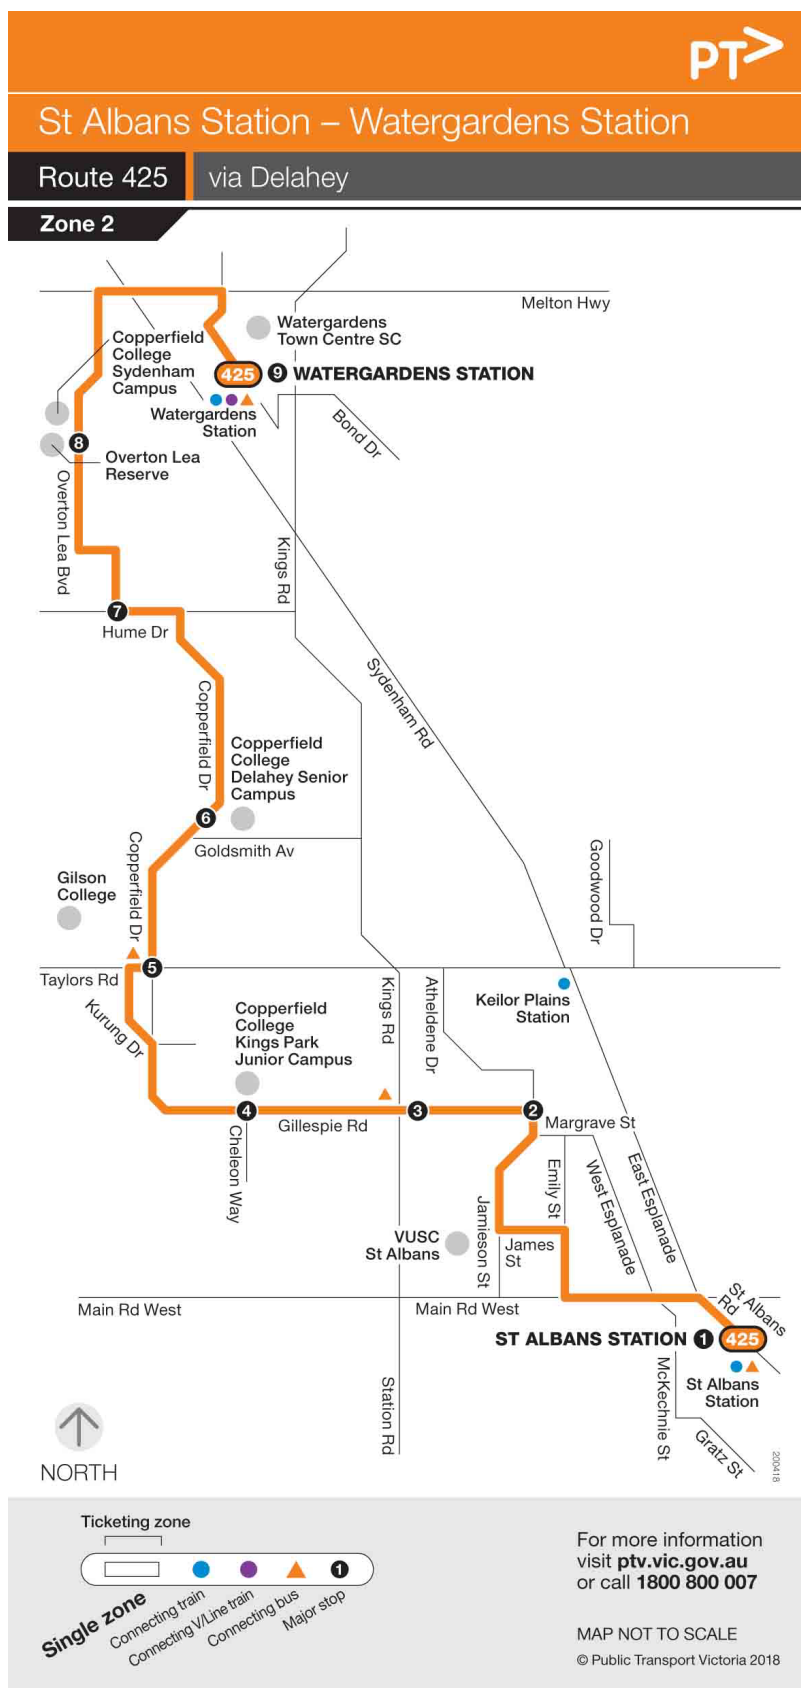 PT>
St Albans Station – Watergardens Station
Route 425
via Delahey
Zone 2
Melton Hwy
Watergardens
Town Centre SC
Copperfield
College
Sydenham
Campus
425
9 WATERGARDENS STATION
Watergardens
Station
Bond Dr
8
Overton Lea
Reserve
Overton Lea Blvd
Kings Rd
7
Hume Dr
Sydenham Rd
Copperfield Dr
Copperfield
College
Delahey Senior
Campus
6
Goldsmith Av
Copperfield Dr
Goodwood Dr
Gilson
College
5
Taylors Rd
Kings Rd
Atheldene Dr
Keilor Plains
Station
Kurung Dr
Copperfield
College
Kings Park
Junior Campus
4
3
2
Gillespie Rd
Margrave St
Cheleon Way
Emily St
West Esplanade
East Esplanade
Jamieson St
VUSC
St Albans
James
St
Main Rd West
Main Rd West
St Albans
Rd
ST ALBANS STATION 1
425
St Albans
Station
McKechnie St
Station Rd
Gratz St
NORTH
200418
Ticketing zone
Single zone
Connecting train
Connecting V/Line train
Connecting bus
1
Major stop
For more information
visit ptv.vic.gov.au
or call 1800 800 007
MAP NOT TO SCALE
© Public Transport Victoria 2018